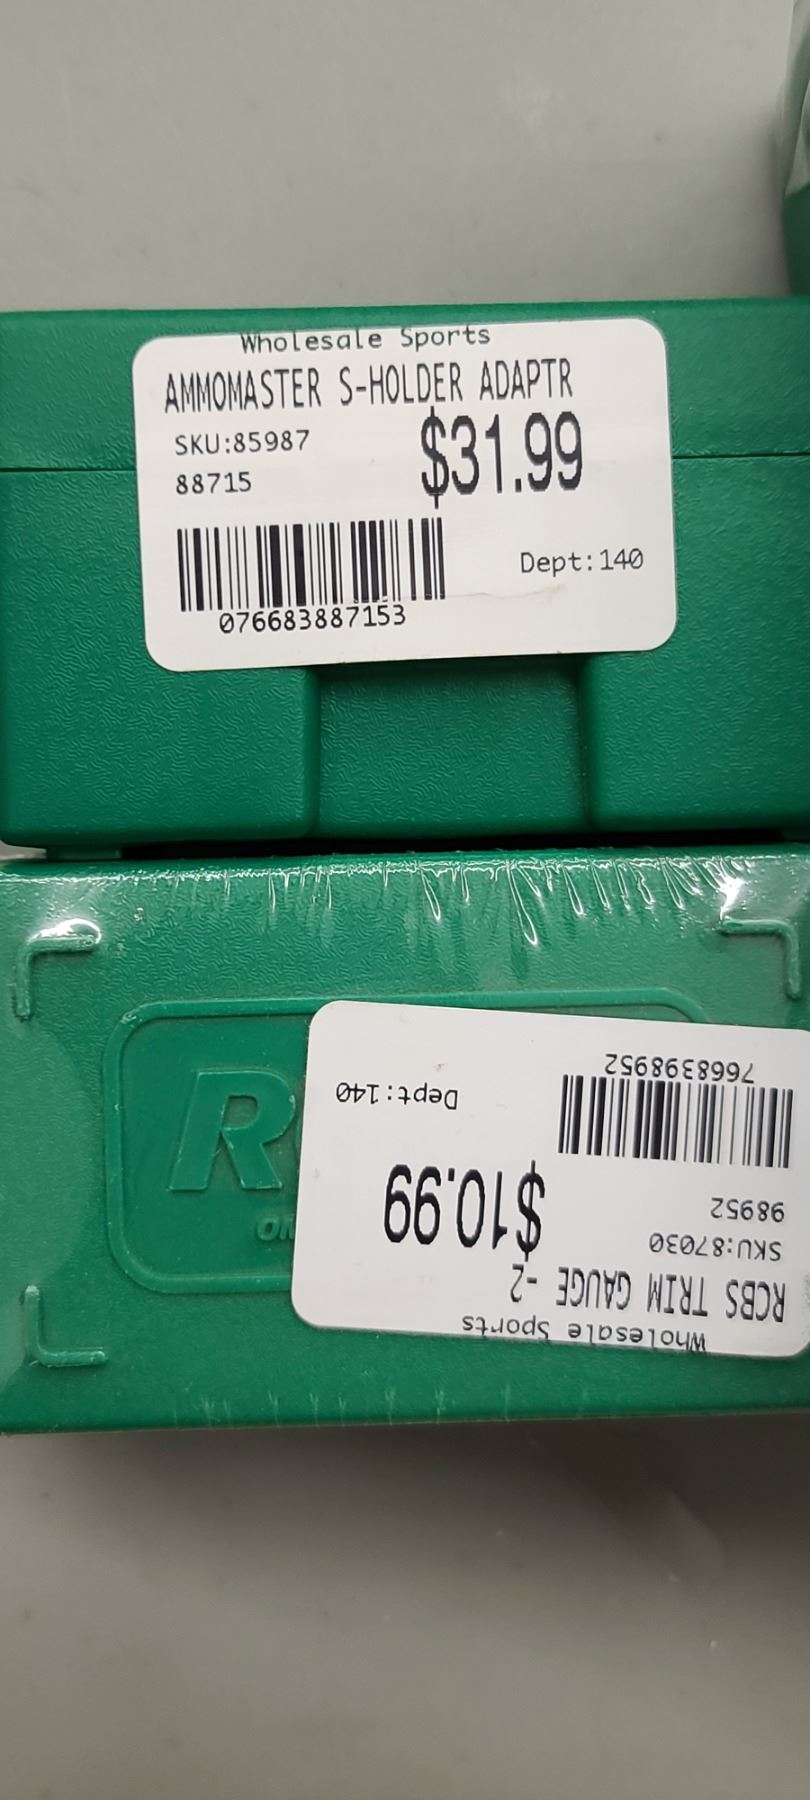 Wholesale Sports
AMMOMASTER S-HOLDER ADAPTR
SKU:85987
$31.99
88715
Dept:140
076683887153
R
Wholesale Sports
RCBS TRIM GAUGE -2
SKU:87030
98952
$10.99
Dept:140
7668398952